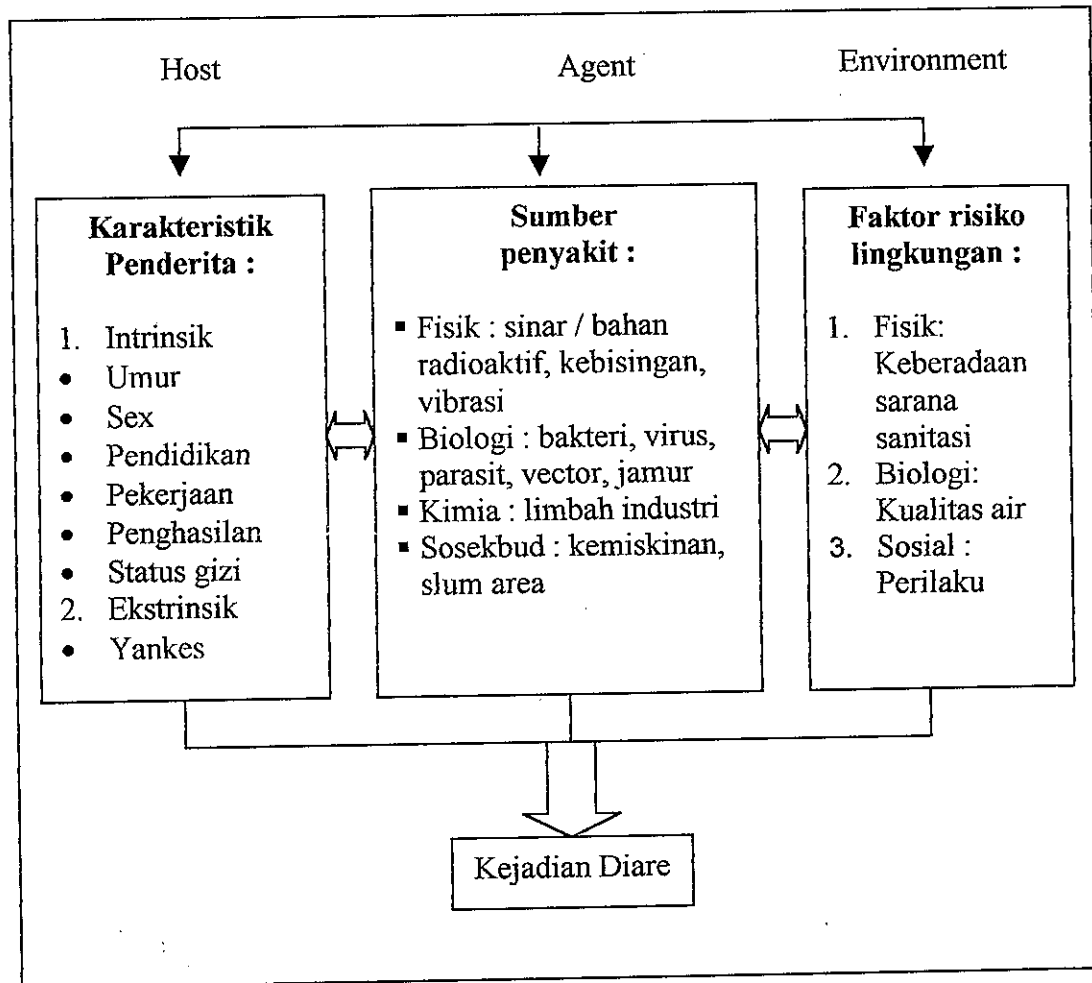 Host
Agent
Environment
Karakteristik
Penderita :
1. Intrinsik
• Umur
• Sex
• Pendidikan
• Pekerjaan
• Penghasilan
• Status gizi
2. Ekstrinsik
• Yankes
Sumber
penyakit :
▪ Fisik : sinar / bahan
radioaktif, kebisingan,
vibrasi
▪ Biologi : bakteri, virus,
parasit, vector, jamur
▪ Kimia : limbah industri
▪ Sosekbud : kemiskinan,
slum area
Faktor risiko
lingkungan :
1. Fisik:
Keberadaan
sarana
sanitasi
2. Biologi:
Kualitas air
3. Sosial :
Perilaku
Kejadian Diare